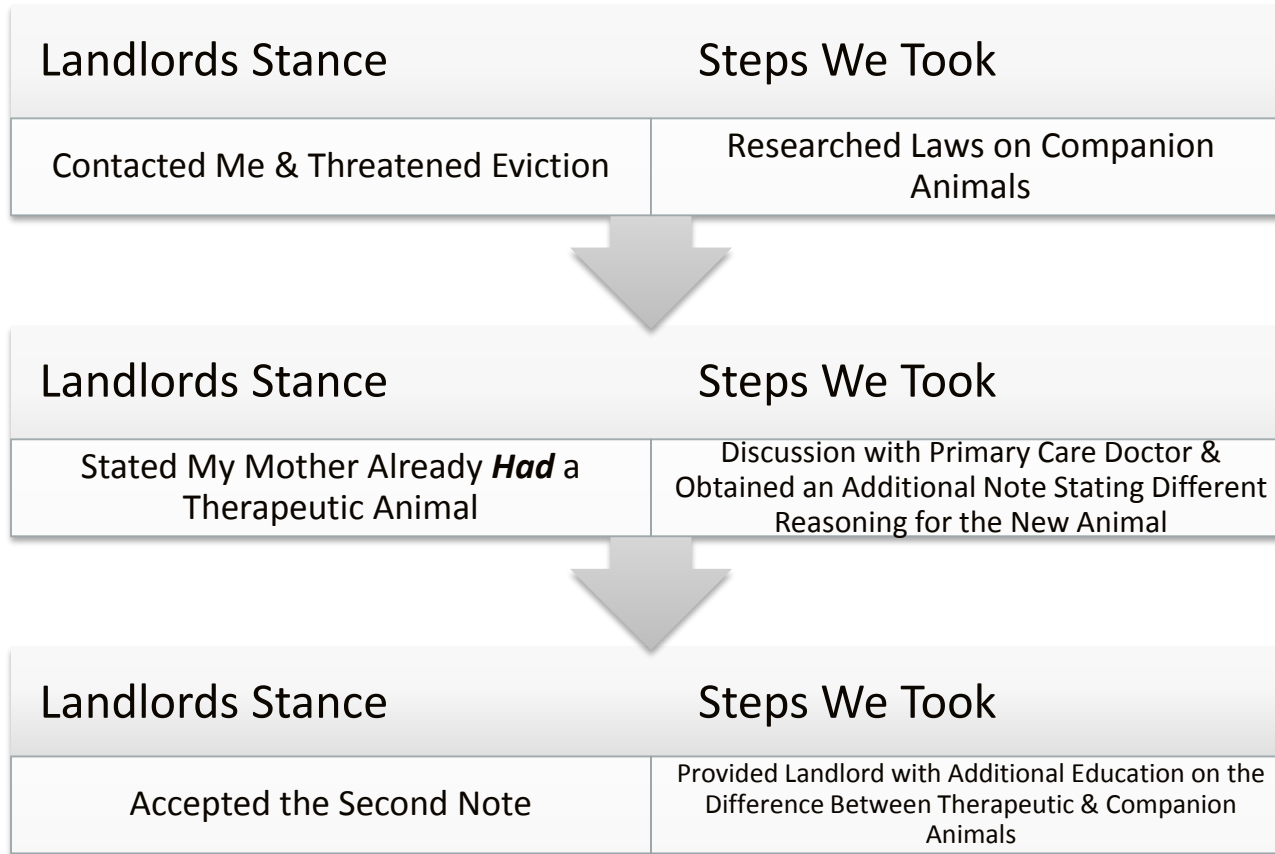 Landlords Stance
Steps We Took
Contacted Me & Threatened Eviction
Researched Laws on Companion
Animals
Landlords Stance
Steps We Took
Stated My Mother Already Had a
Therapeutic Animal
Discussion with Primary Care Doctor &
Obtained an Additional Note Stating Different
Reasoning for the New Animal
Landlords Stance
Steps We Took
Accepted the Second Note
Provided Landlord with Additional Education on the
Difference Between Therapeutic & Companion
Animals